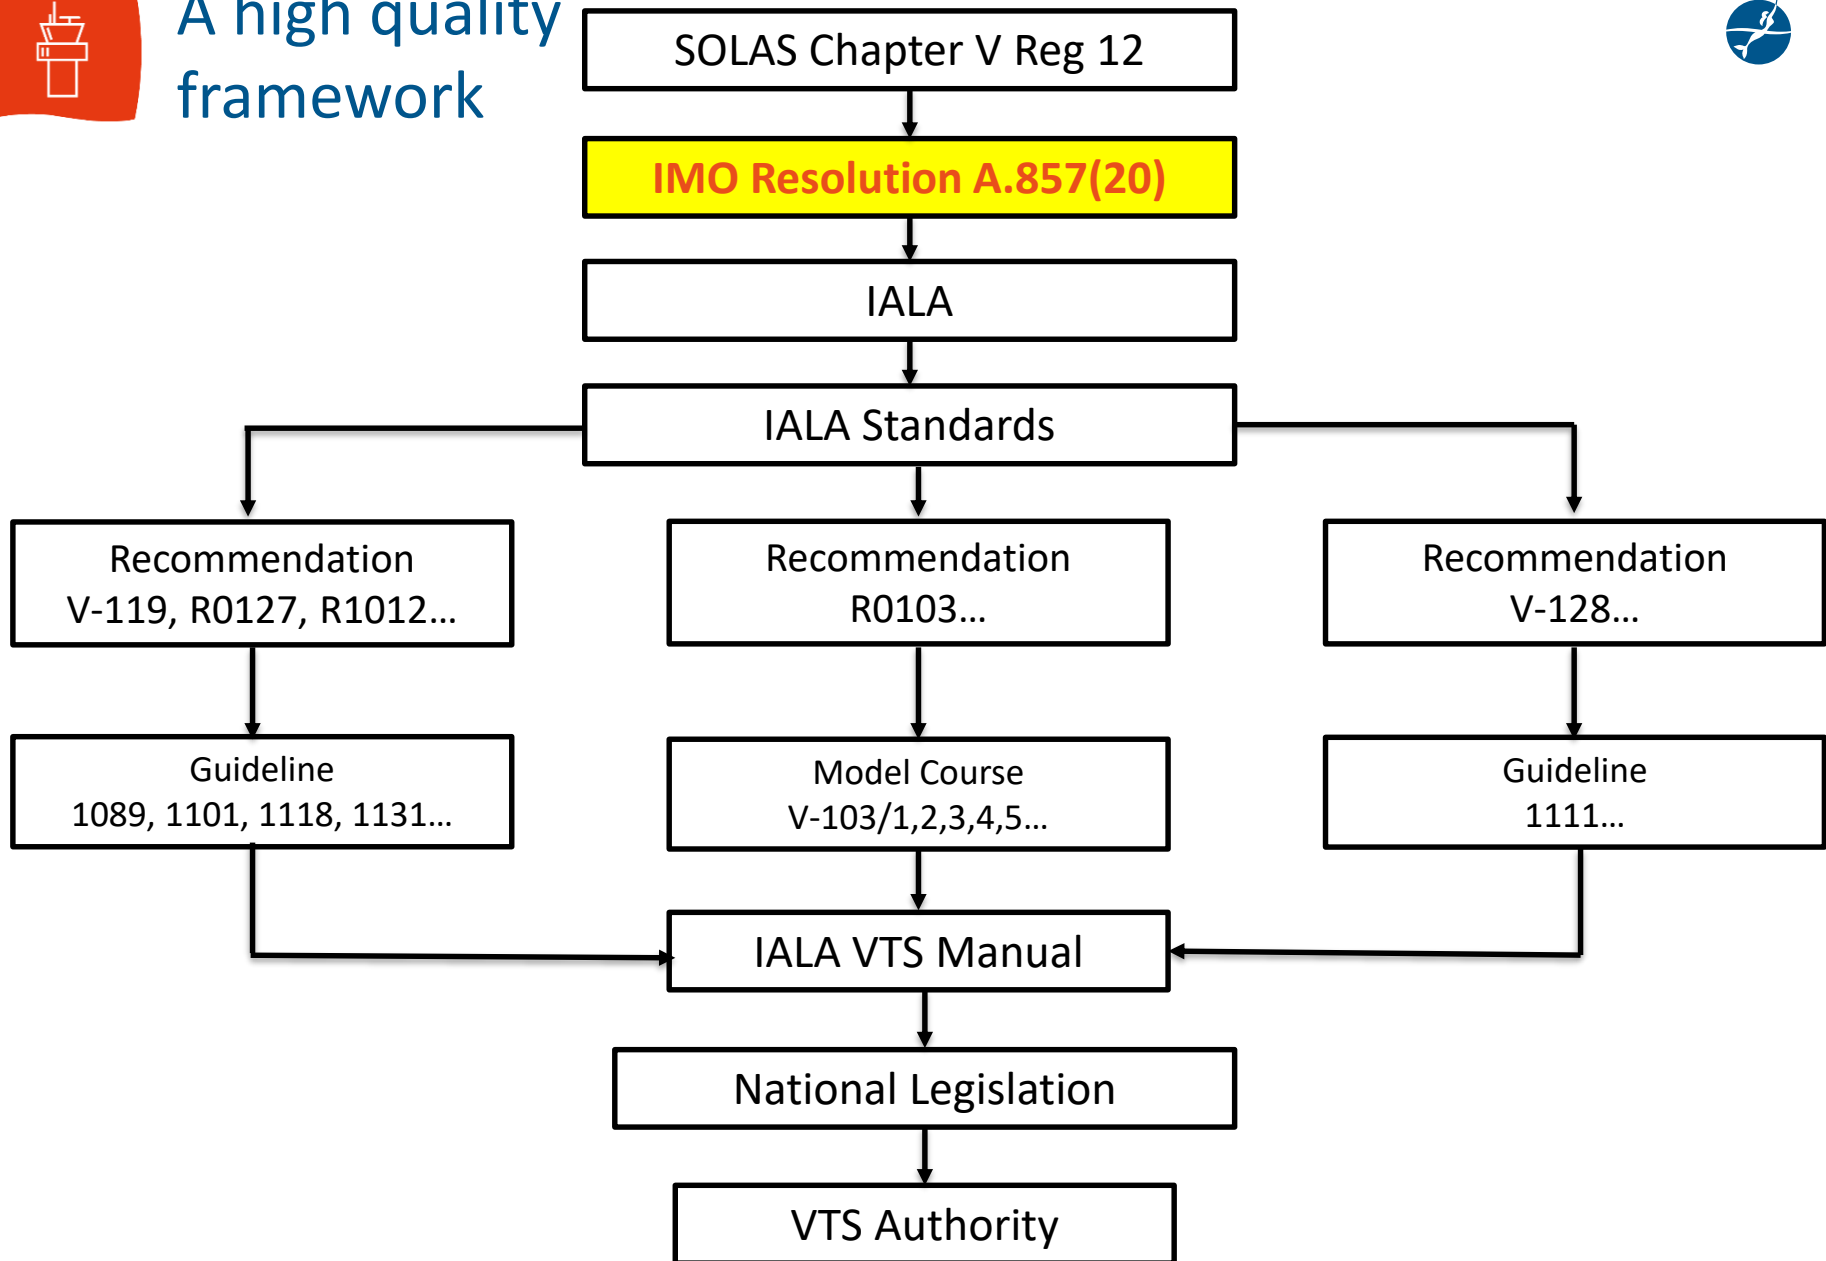 A high quality
framework
SOLAS Chapter V Reg 12
IMO Resolution A.857(20)
IALA
IALA Standards
Recommendation
V-119, R0127, R1012...
Recommendation
R0103...
Recommendation
V-128...
Guideline
1089, 1101, 1118, 1131...
Model Course
V-103/1,2,3,4,5...
Guideline
1111...
IALA VTS Manual
National Legislation
VTS Authority